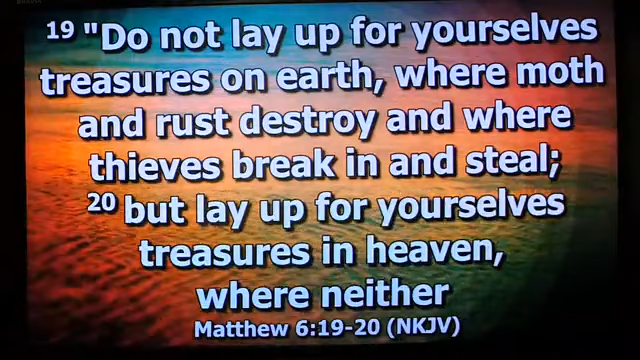 19 "Do not lay up for yourselves
treasures on earth, where moth
and rust destroy and where
thieves break in and steal;
20 but lay up for yourselves
treasures in heaven,
where neither
Matthew 6:19-20 (NKJV)